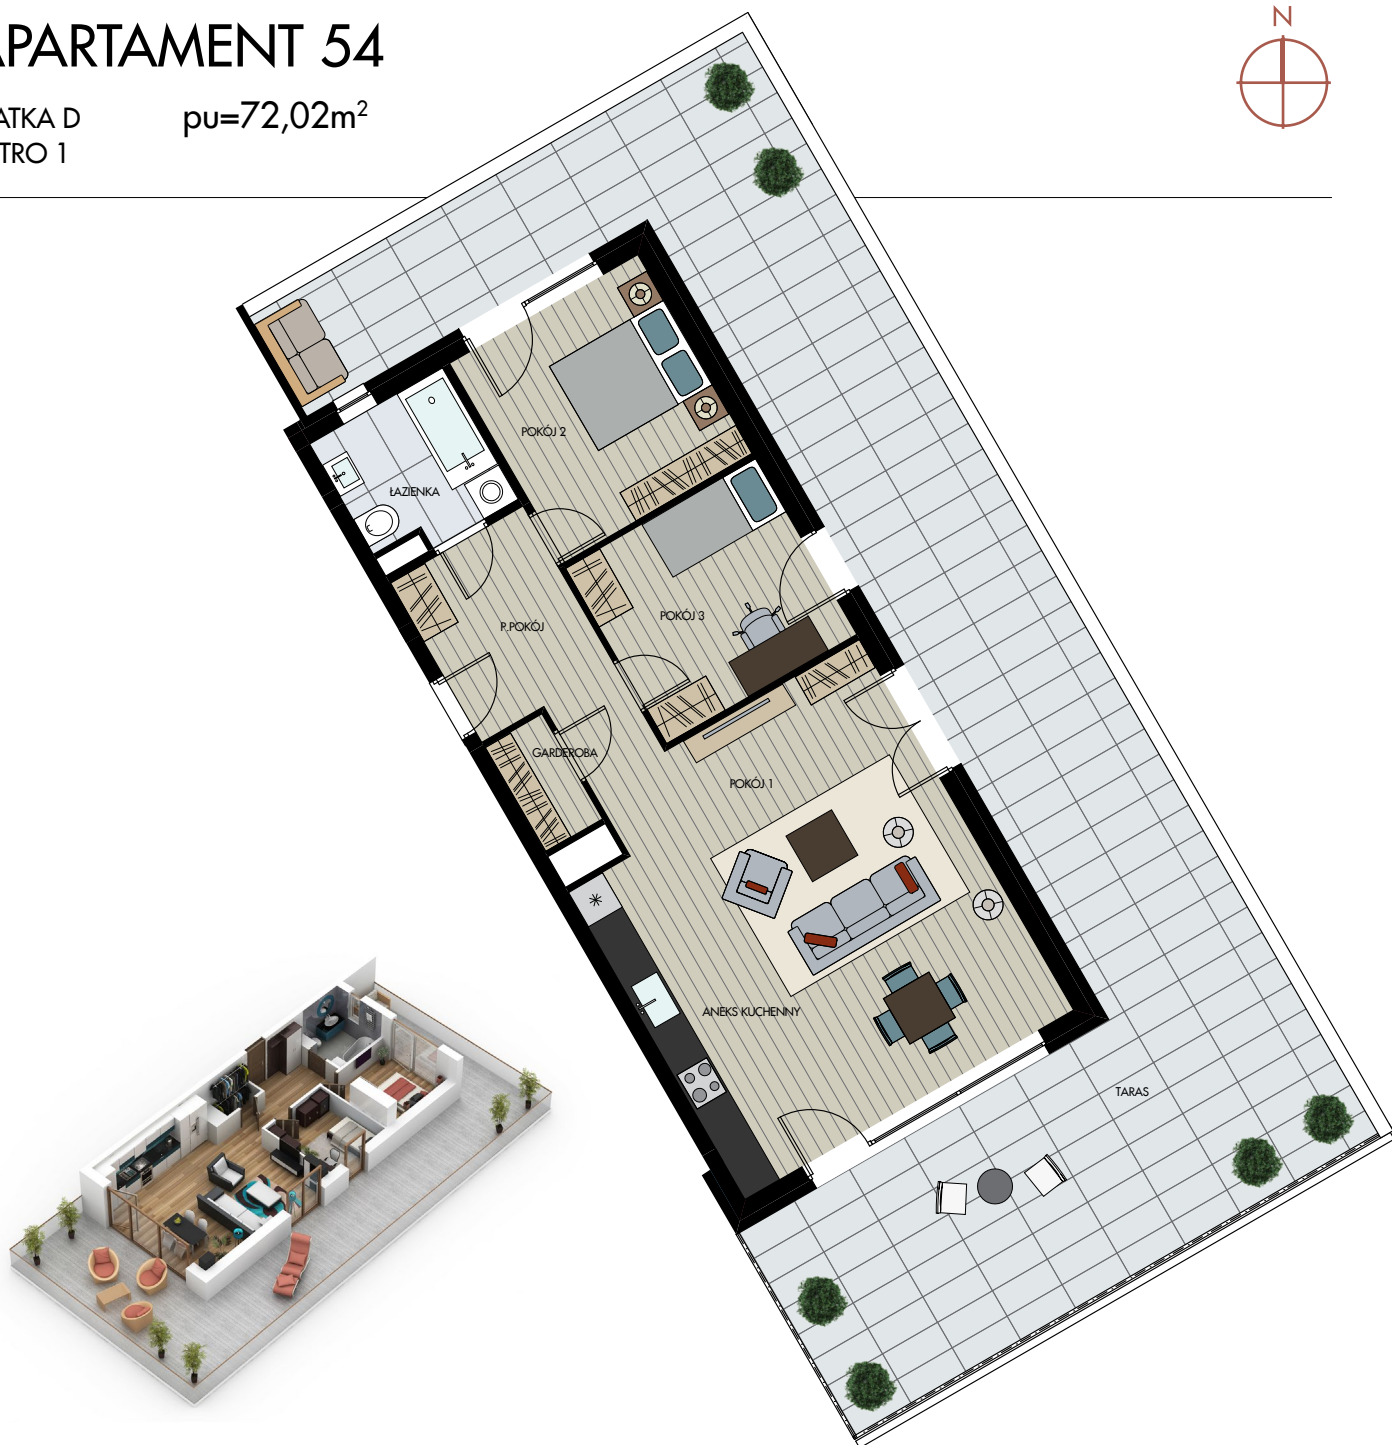 APARTAMENT 54
ATKA D
pu=72,02m²
TRO 1
N
POKÓJ 2
ŁAZIENKA
POKÓJ 3
P.POKÓJ
GARDEROBA
POKÓJ 1
ANEKS KUCHENNY
TARAS